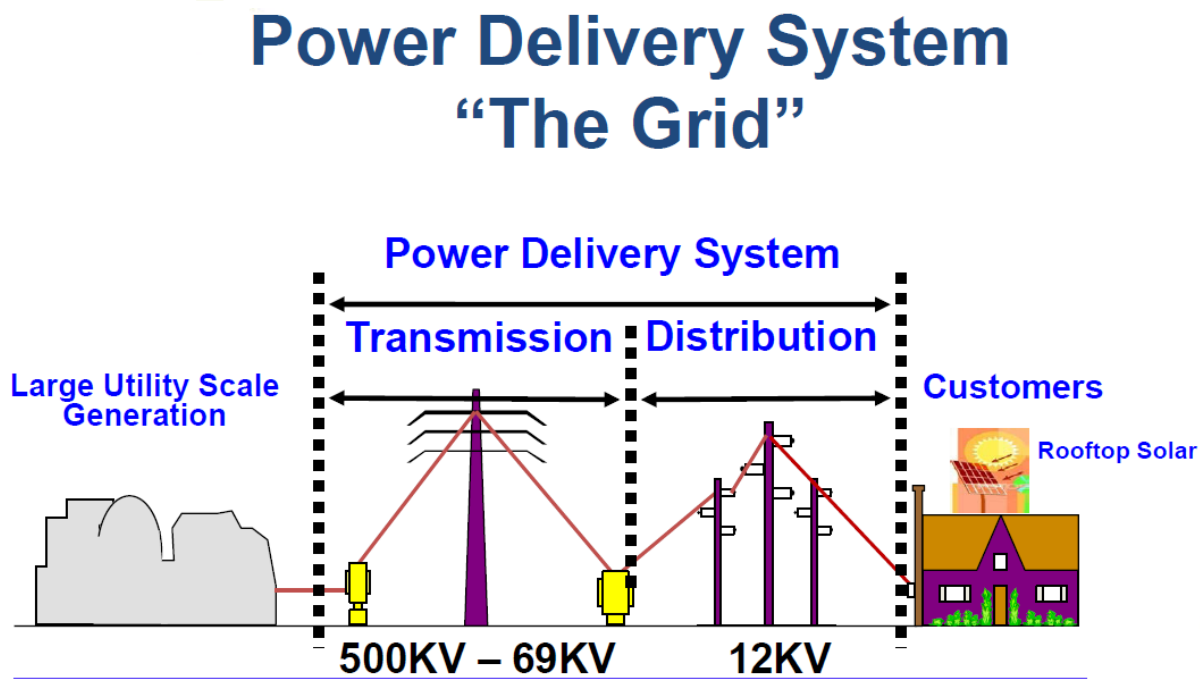 Power Delivery System
“The Grid”
Power Delivery System
Transmission
Distribution
Large Utility Scale
Generation
Customers
Rooftop Solar
500KV – 69KV
12KV